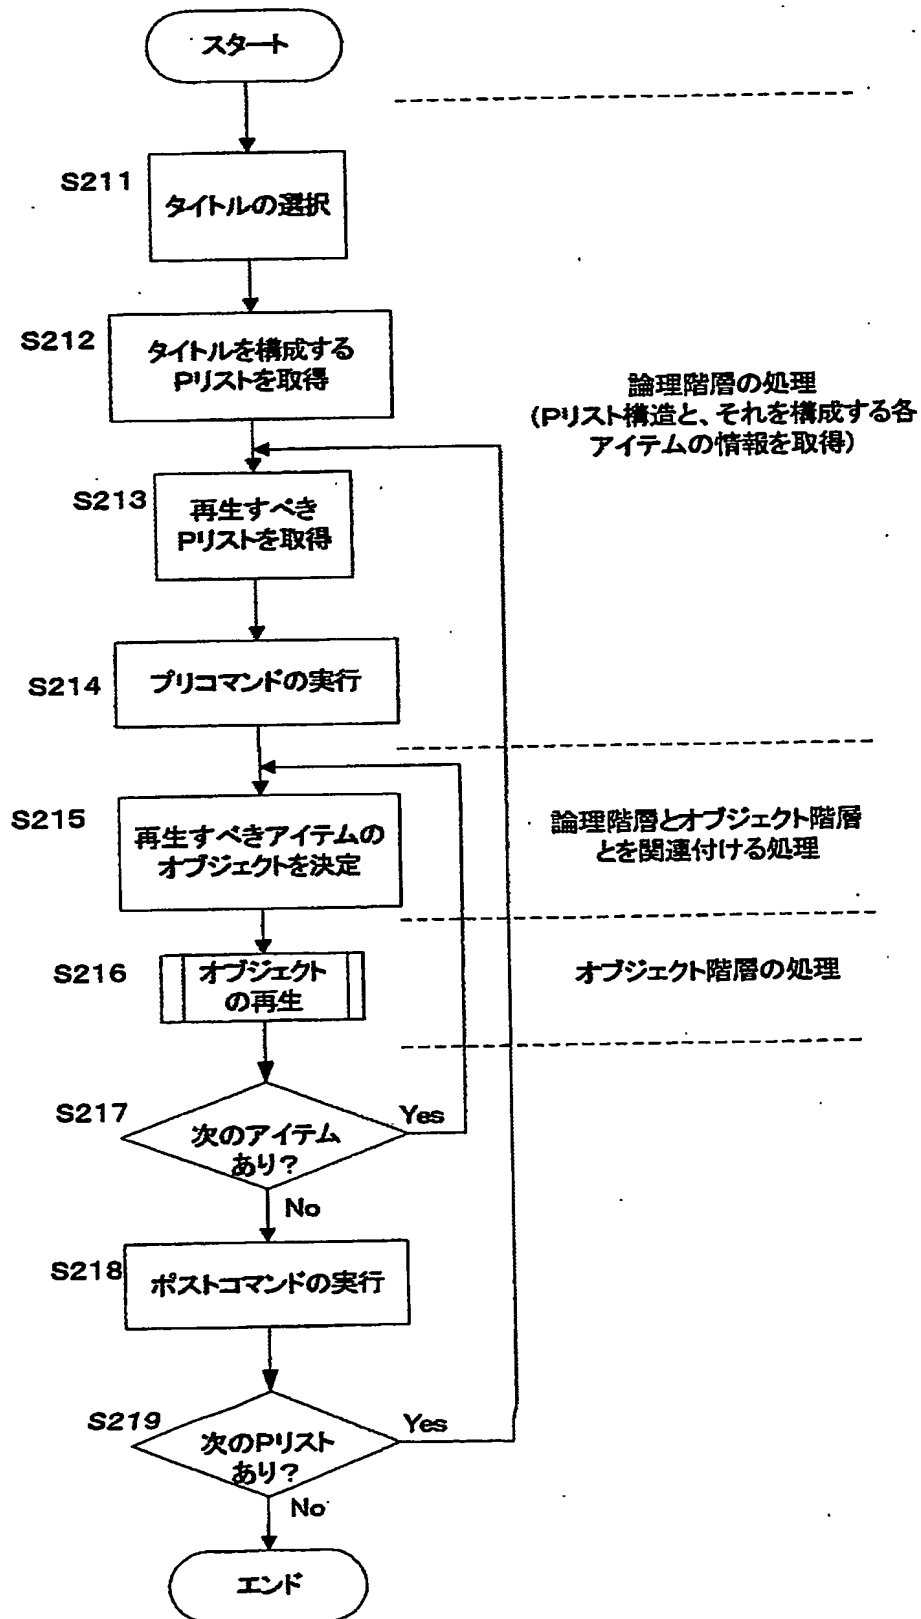 スタート
S211
タイトルの選択
S212
タイトルを構成する
Pリストを取得
論理階層の処理
(Pリスト構造と、それを構成する各
アイテムの情報を取得)
S213
再生すべき
Pリストを取得
S214
プリコマンドの実行
S215
再生すべきアイテムの
オブジェクトを決定
論理階層とオブジェクト階層
とを関連付ける処理
S216
オブジェクト
の再生
オブジェクト階層の処理
S217
次のアイテム
あり?
Yes
No
S218
ポストコマンドの実行
S219
次のPリスト
あり?
Yes
No
エンド